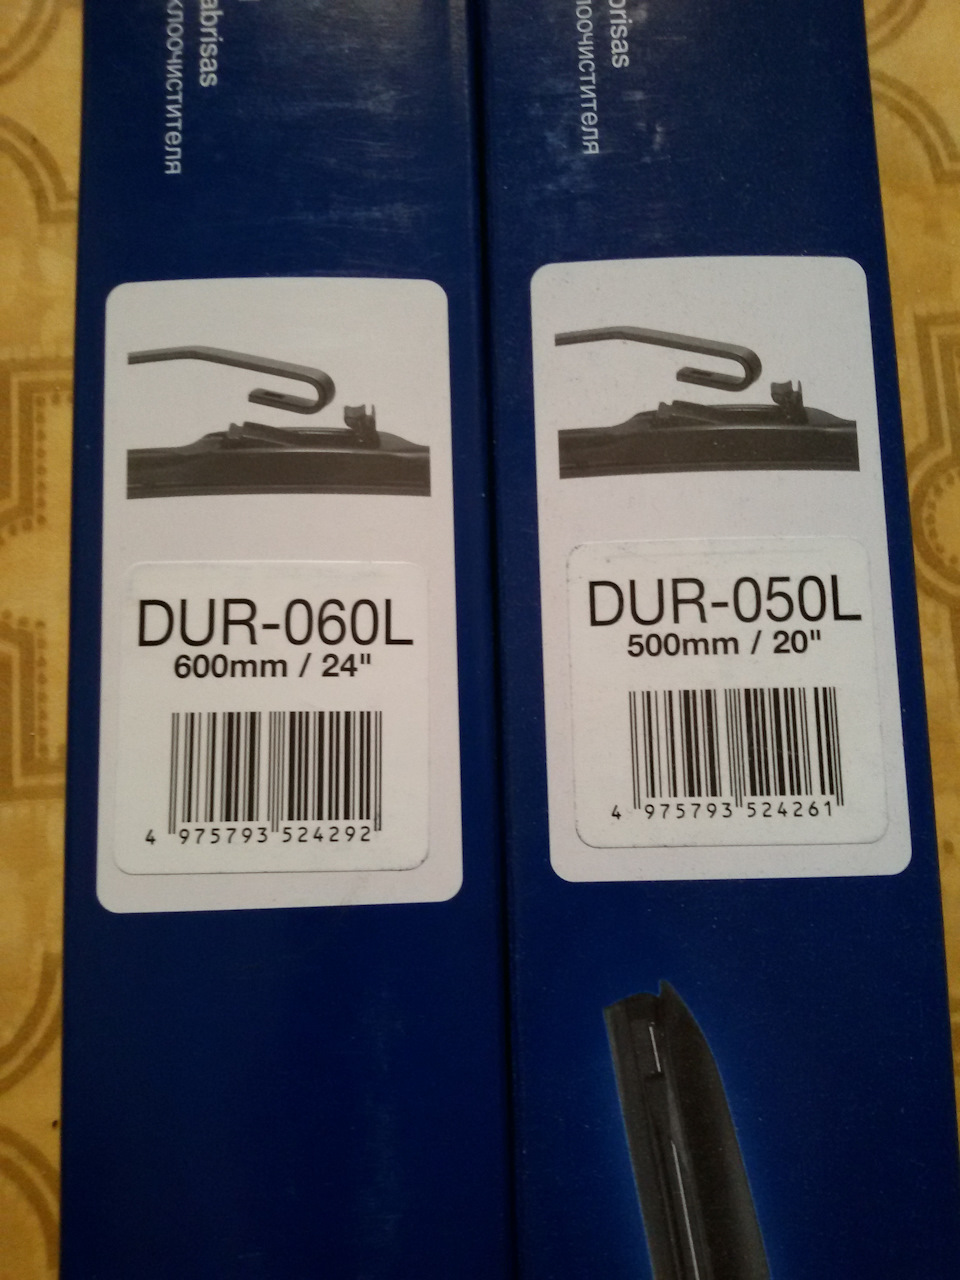 DUR-060L
600mm / 24"
4 975793 524292
DUR-050L
500mm / 20"
4 975793 524261